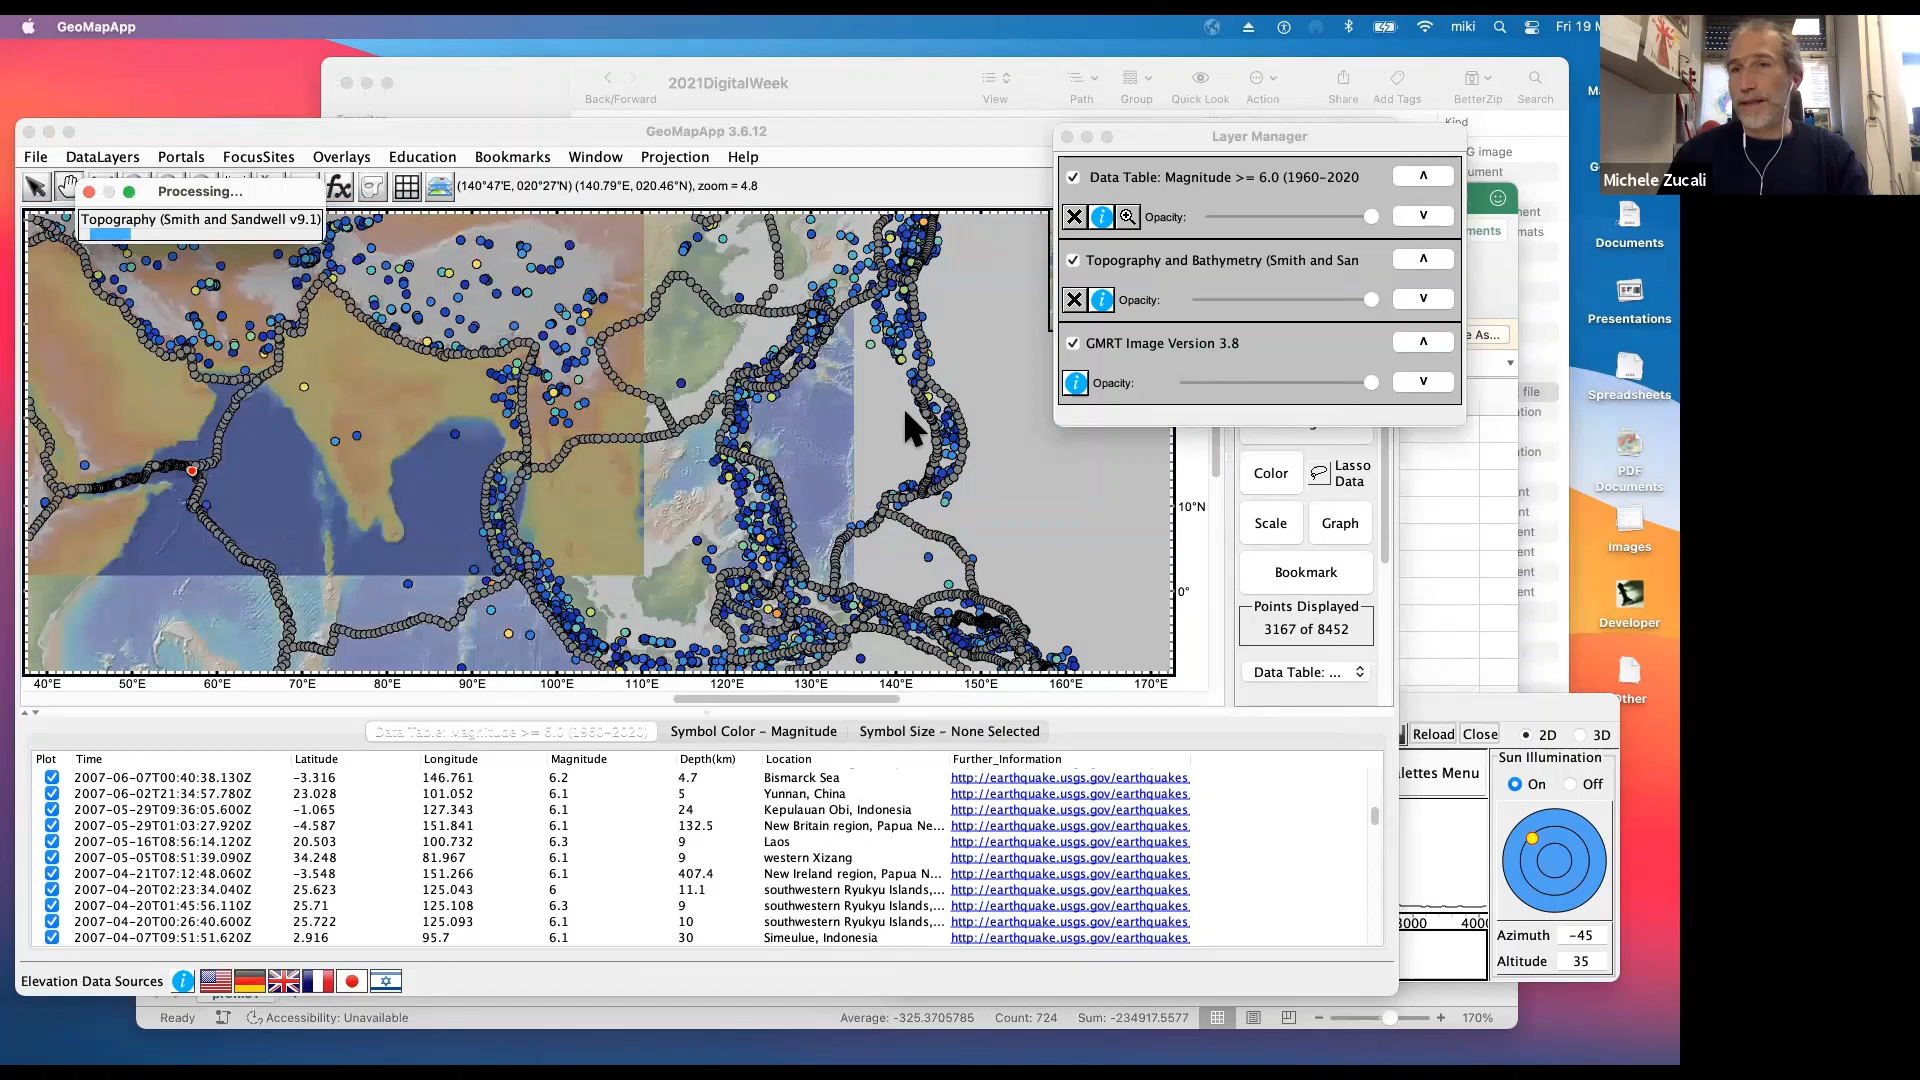 GeoMapApp
miki
Fri 19 M
2021DigitalWeek
Back/Forward
View
Path
Group
Quick Look
Action
Share
Add Tags
BetterZip
Search
Kind
GeoMapApp 3.6.12
Layer Manager
File DataLayers Portals FocusSites Overlays Education Bookmarks Window Projection Help
Processing...
(140°47'E, 020°27'N) (140.79°E, 020.46°N), zoom = 4.8
Topography (Smith and Sandwell v9.1)
Data Table: Magnitude >= 6.0 (1960-2020
Opacity:
Topography and Bathymetry (Smith and San
Opacity:
GMRT Image Version 3.8
Opacity:
Michele Zucali
G image
Documents
Presentations
Spreadsheets
PDF
Documents
Images
Developer
Other
e As...
Color
Lasso
Data
Scale
Graph
Bookmark
Points Displayed
3167 of 8452
Data Table: ...
10°N
0°
40°E 50°E 60°E 70°E 80°E 90°E 100°E 110°E 120°E 130°E 140°E 150°E 160°E 170°E
Data Table: Magnitude >= 6.0 (1960-2020)
Symbol Color - Magnitude
Symbol Size - None Selected
Plot Time Latitude Longitude Magnitude Depth(km) Location Further_Information
2007-06-07T00:40:38.130Z -3.316 146.761 6.2 4.7 Bismarck Sea http://earthquake.usgs.gov/earthquakes
2007-06-02T21:34:57.780Z 23.028 101.052 6.1 5 Yunnan, China http://earthquake.usgs.gov/earthquakes
2007-05-29T09:36:05.600Z -1.065 127.343 6.1 24 Kepulauan Obi, Indonesia http://earthquake.usgs.gov/earthquakes
2007-05-29T01:03:27.920Z -4.587 151.841 6.1 132.5 New Britain region, Papua Ne... http://earthquake.usgs.gov/earthquakes
2007-05-16T08:56:14.120Z 20.503 100.732 6.3 9 Laos http://earthquake.usgs.gov/earthquakes
2007-05-05T08:51:39.090Z 34.248 81.967 6.1 9 western Xizang http://earthquake.usgs.gov/earthquakes
2007-04-21T07:12:48.060Z -3.548 151.266 6.1 407.4 New Ireland region, Papua N... http://earthquake.usgs.gov/earthquakes
2007-04-20T02:23:34.040Z 25.623 125.043 6 11.1 southwestern Ryukyu Islands,... http://earthquake.usgs.gov/earthquakes
2007-04-20T01:45:56.110Z 25.71 125.108 6.3 9 southwestern Ryukyu Islands,... http://earthquake.usgs.gov/earthquakes
2007-04-20T00:26:40.600Z 25.722 125.093 6.1 10 southwestern Ryukyu Islands,... http://earthquake.usgs.gov/earthquakes
2007-04-07T09:51:51.620Z 2.916 95.7 6.1 30 Simeulue, Indonesia http://earthquake.usgs.gov/earthquakes
Reload
Close
2D
3D
Sun Illumination
On
Off
lettes Menu
3000
Azimuth -45
Altitude 35
Elevation Data Sources
Ready
Accessibility: Unavailable
Average: -325.3705785
Count: 724
Sum: -234917.5577
170%